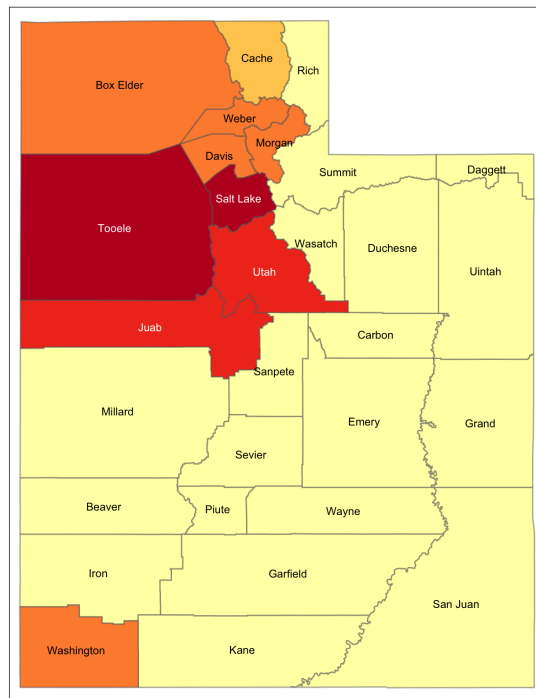 Cache
Rich
Box Elder
Weber
Morgan
Davis
Summit
Daggett
Salt Lake
Tooele
Wasatch
Duchesne
Utah
Uintah
Juab
Carbon
Sanpete
Millard
Emery
Grand
Sevier
Beaver
Piute
Wayne
Iron
Garfield
San Juan
Washington
Kane